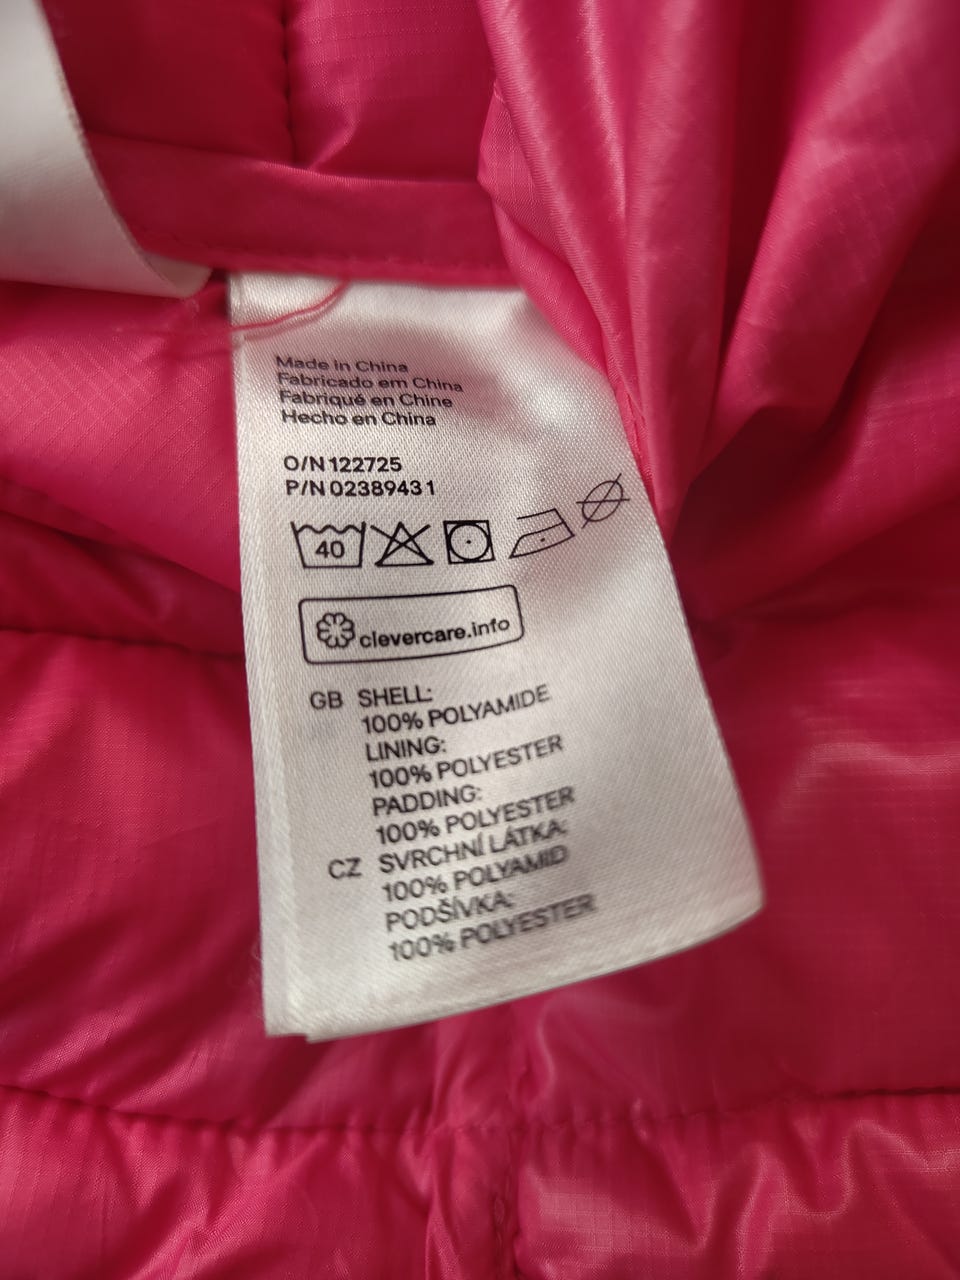 Made in China
Fabricado em China
Fabriqué en Chine
Hecho en China
O/N 122725
P/N 02389431
40
clevercare.info
GB SHELL:
100% POLYAMIDE
LINING:
100% POLYESTER
PADDING:
100% POLYESTER
CZ SVRCHNÍ LÁTKA:
100% POLYAMID
PODŠÍVKA:
100% POLYESTER